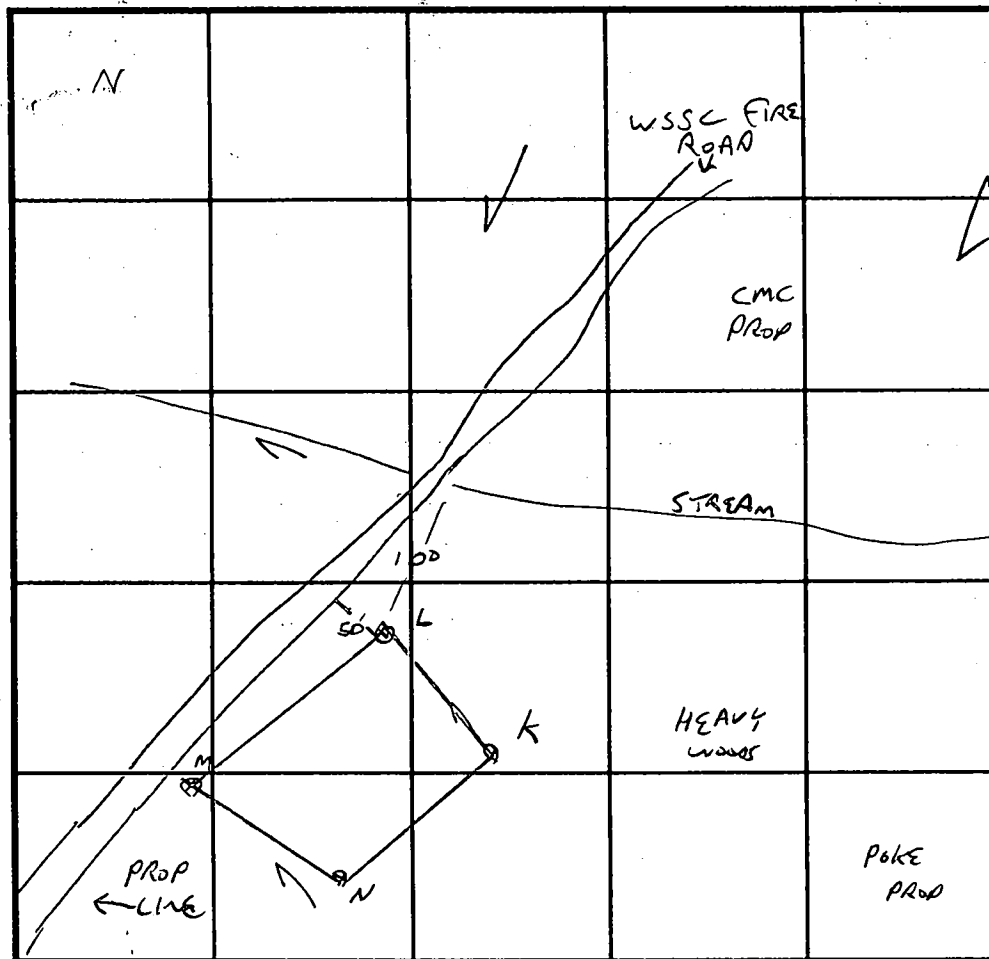 N
WSSC FIRE
ROAD
CMC
PROP
STREAM
100
50'
L
K
HEAVY
WOODS
M
N
PROP
LINE
POKE
PROP